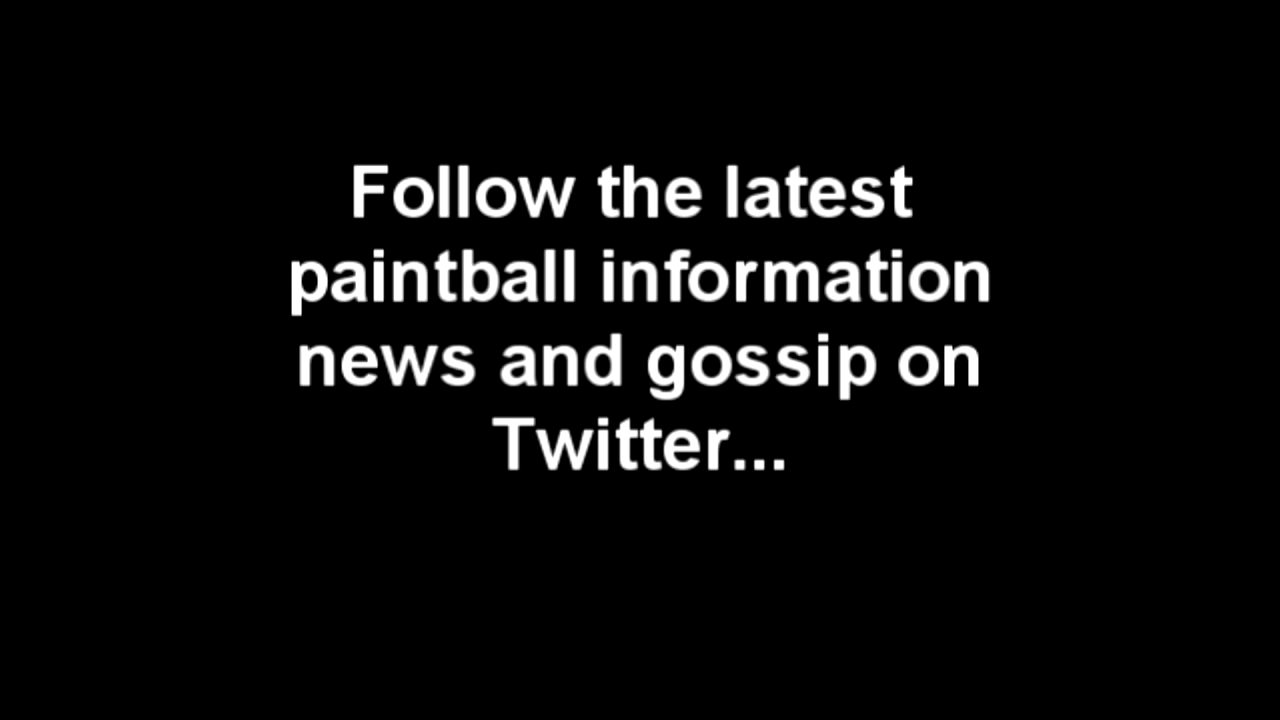 Follow the latest
paintball information
news and gossip on
Twitter...